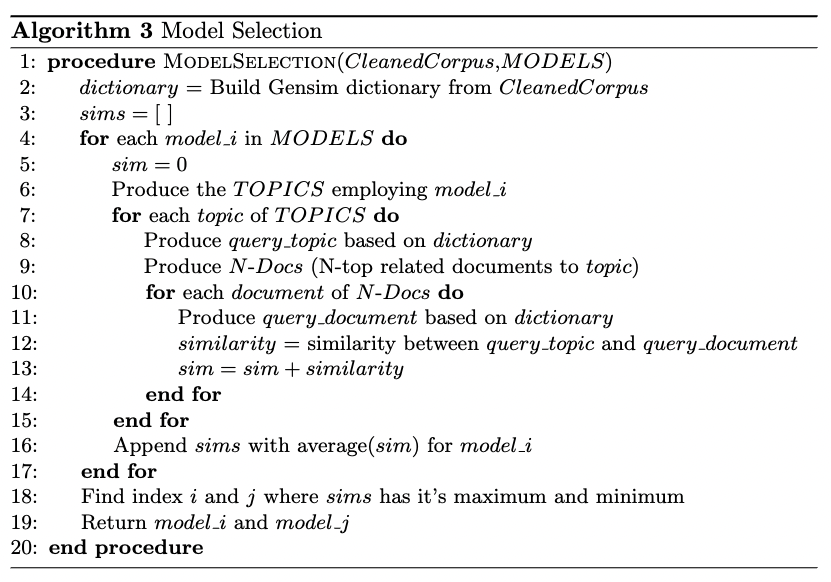 Algorithm 3 Model Selection
1: procedure MODELSELECTION(CleanedCorpus,MODELS)
2: dictionary = Build Gensim dictionary from CleanedCorpus
3: sims = [ ]
4: for each model_i in MODELS do
5: sim = 0
6: Produce the TOPICS employing model_i
7: for each topic of TOPICS do
8: Produce query_topic based on dictionary
9: Produce N-Docs (N-top related documents to topic)
10: for each document of N-Docs do
11: Produce query_document based on dictionary
12: similarity = similarity between query_topic and query_document
13: sim = sim + similarity
14: end for
15: end for
16: Append sims with average(sim) for model_i
17: end for
18: Find index i and j where sims has it's maximum and minimum
19: Return model_i and model_j
20: end procedure